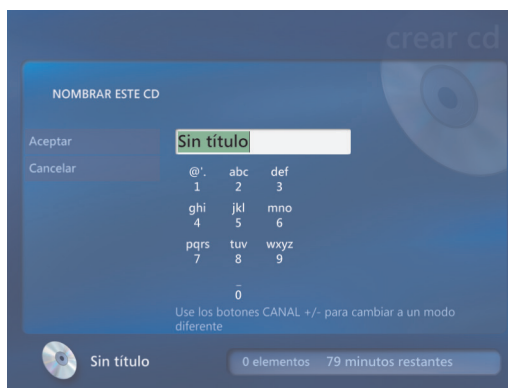 crear cd
NOMBRAR ESTE CD
Aceptar
Cancelar
Sin título
@'. abc def
1 2 3
ghi jkl mno
4 5 6
pqrs tuv wxyz
7 8 9
_
0
Use los botones CANAL +/- para cambiar a un modo
diferente
Sin título
0 elementos 79 minutos restantes